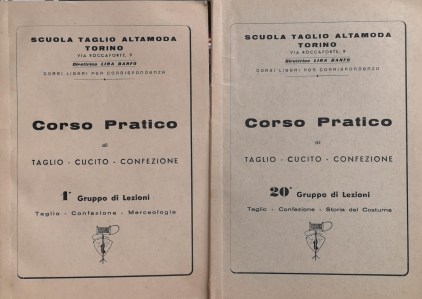 SCUOLA TAGLIO ALTAMODA
TORINO
VIA ROCCAFORTE, 9
Direttrice LINA BANFO
CORSI LIBERI PER CORRISPONDENZA
Corso Pratico
di
TAGLIO - CUCITO - CONFEZIONE
1° Gruppo di Lezioni
Taglio - Confezione - Merceologia
SCUOLA TAGLIO ALTAMODA
TORINO
VIA ROCCAFORTE, 9
Direttrice LINA BANFO
CORSI LIBERI PER CORRISPONDENZA
Corso Pratico
di
TAGLIO - CUCITO - CONFEZIONE
20° Gruppo di Lezioni
Taglio - Confezione - Storia del Costume